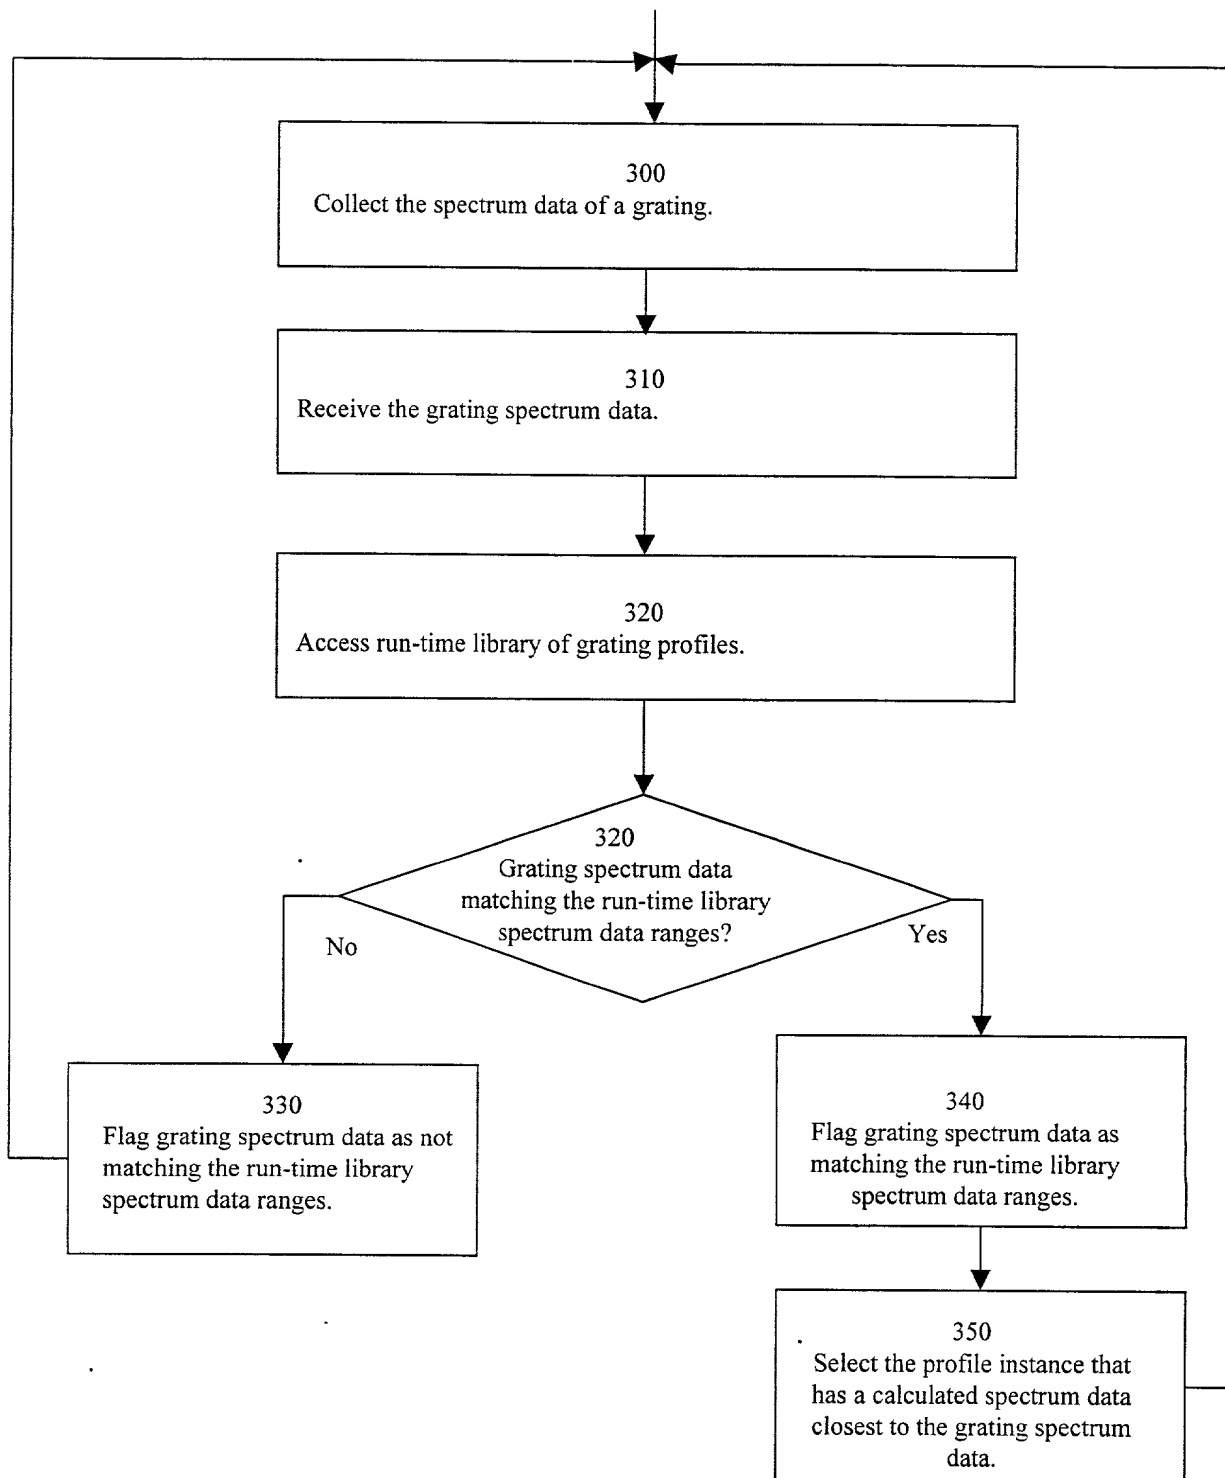 300
Collect the spectrum data of a grating.
310
Receive the grating spectrum data.
320
Access run-time library of grating profiles.
320
Grating spectrum data
matching the run-time library
spectrum data ranges?
No
Yes
330
Flag grating spectrum data as not
matching the run-time library
spectrum data ranges.
340
Flag grating spectrum data as
matching the run-time library
spectrum data ranges.
350
Select the profile instance that
has a calculated spectrum data
closest to the grating spectrum
data.